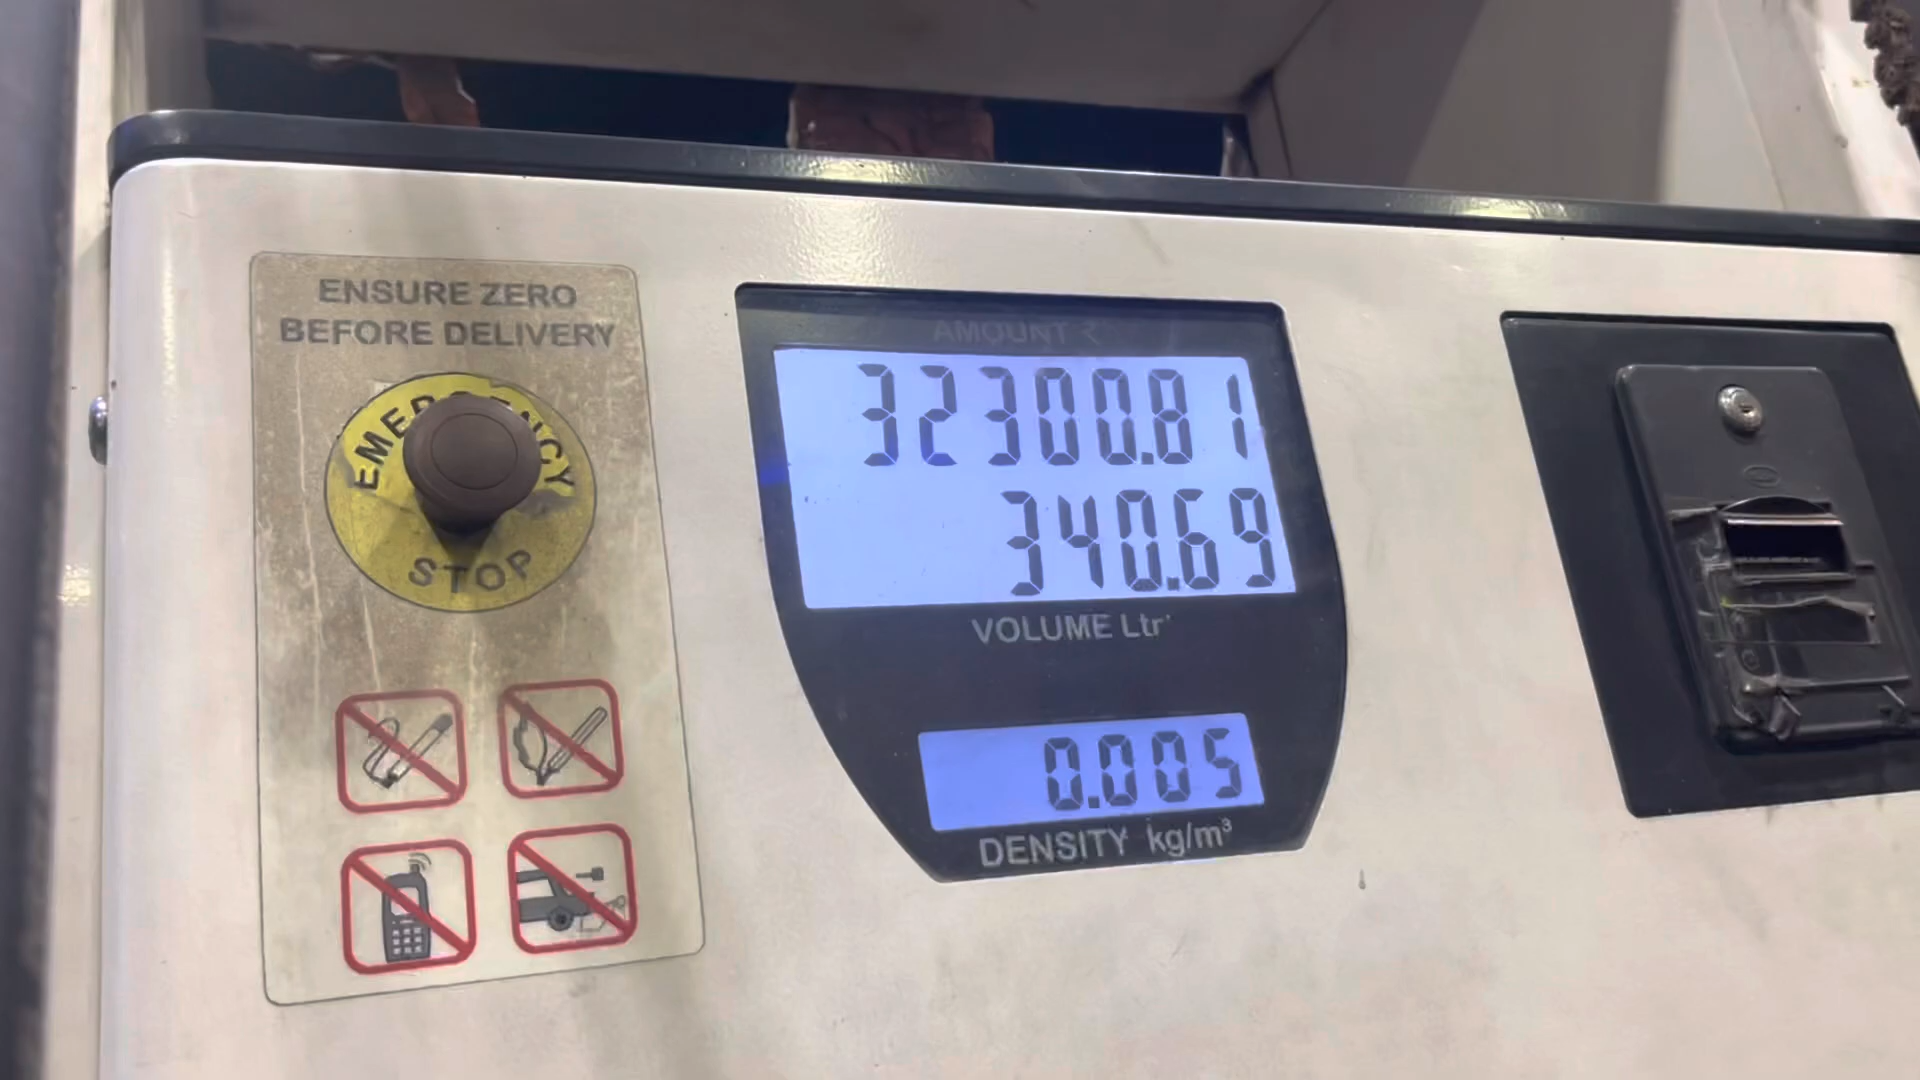 ENSURE ZERO
BEFORE DELIVERY
EMERGENCY
STOP
AMOUNT ₹
32300.81
340.69
VOLUME Ltr
0.005
DENSITY kg/m³